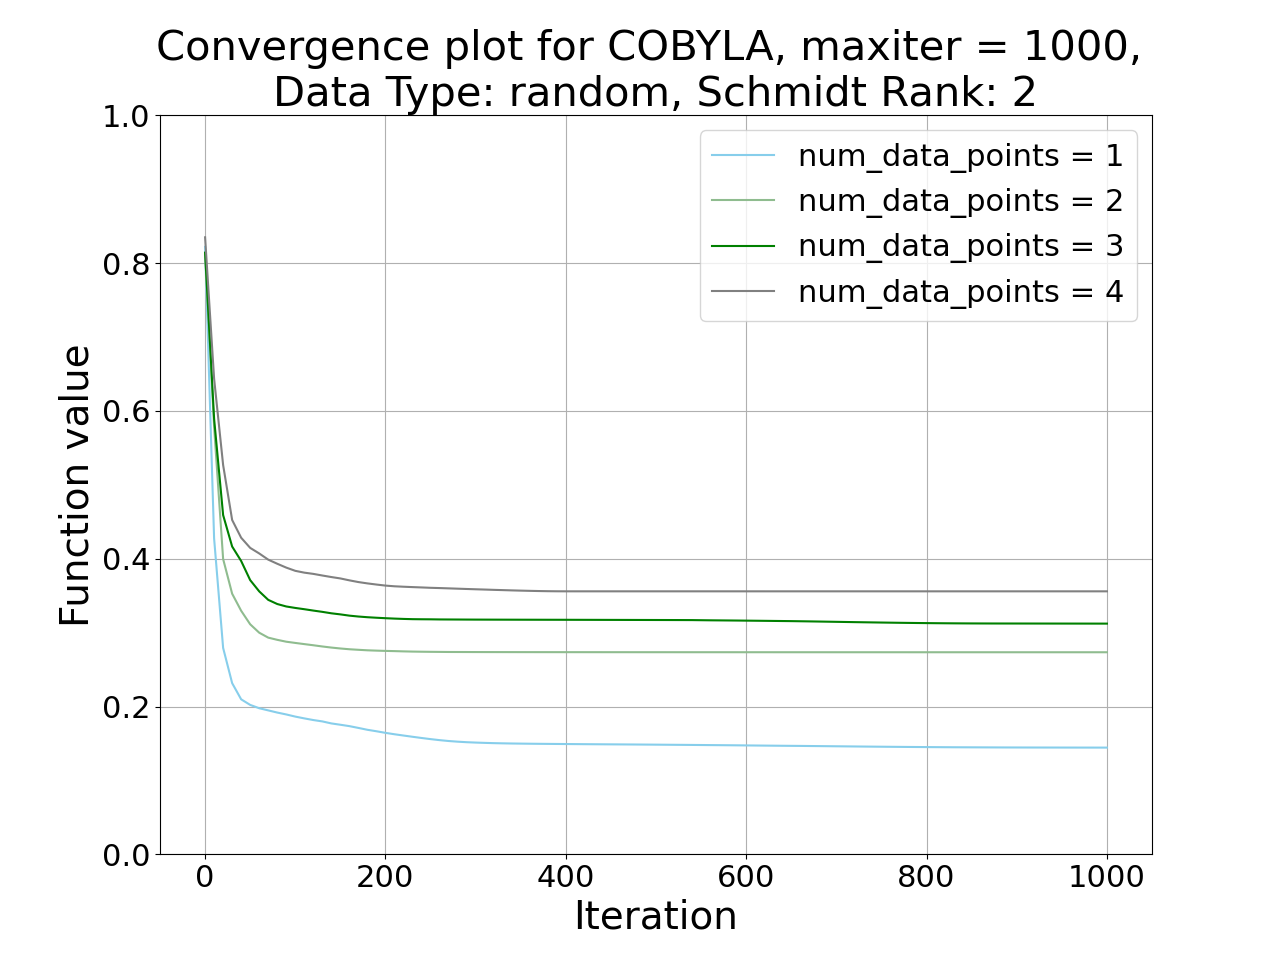 Convergence plot for COBYLA, maxiter = 1000,
Data Type: random, Schmidt Rank: 2
1.0
0.8
0.6
0.4
0.2
0.0
Function value
num_data_points = 1
num_data_points = 2
num_data_points = 3
num_data_points = 4
0 200 400 600 800 1000
Iteration